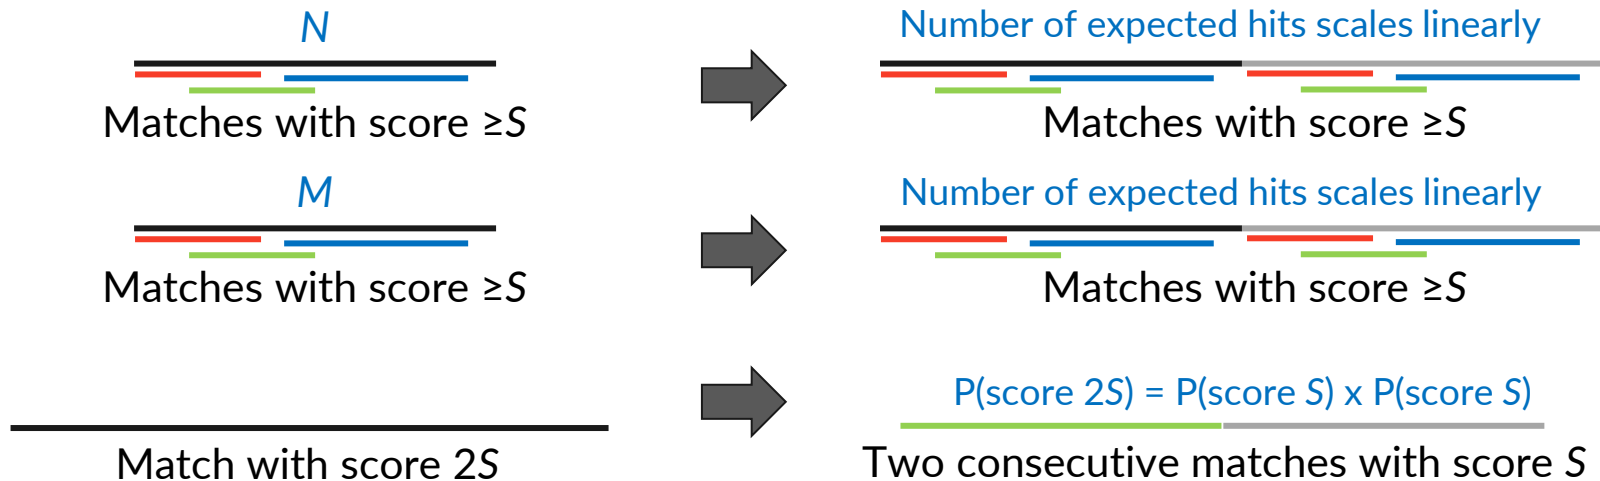 N
Number of expected hits scales linearly
Matches with score ≥S
Matches with score ≥S
M
Number of expected hits scales linearly
Matches with score ≥S
Matches with score ≥S
P(score 2S) = P(score S) x P(score S)
Match with score 2S
Two consecutive matches with score S